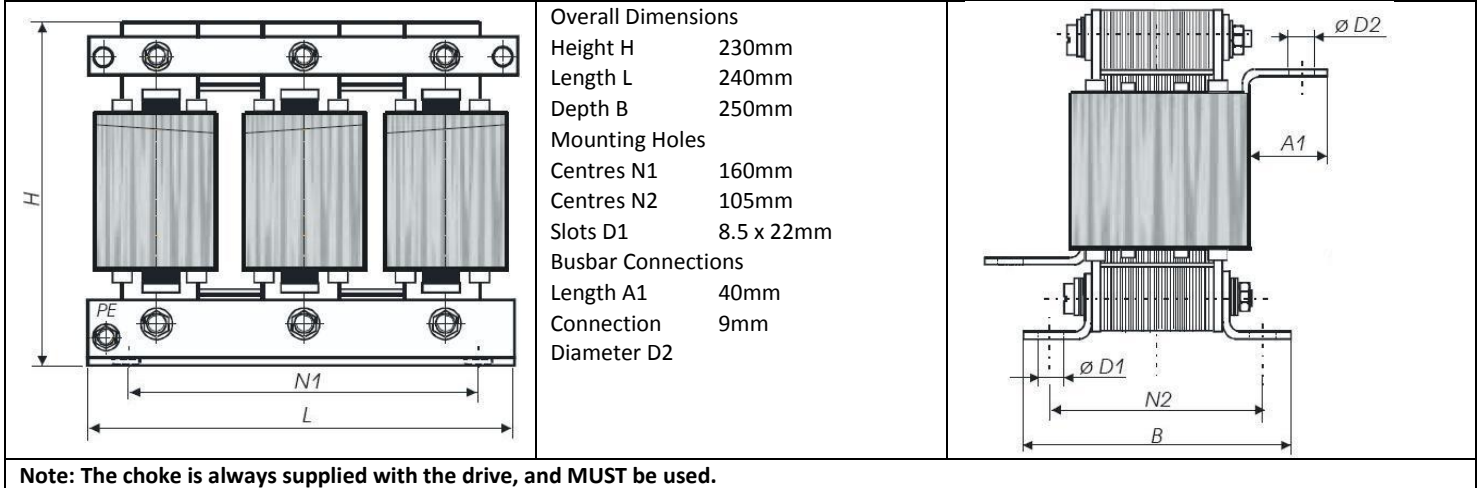 H
PE
N1
L
Overall Dimensions
Height H 230mm
Length L 240mm
Depth B 250mm
Mounting Holes
Centres N1 160mm
Centres N2 105mm
Slots D1 8.5 x 22mm
Busbar Connections
Length A1 40mm
Connection 9mm
Diameter D2
ø D2
A1
ø D1
N2
B
Note: The choke is always supplied with the drive, and MUST be used.